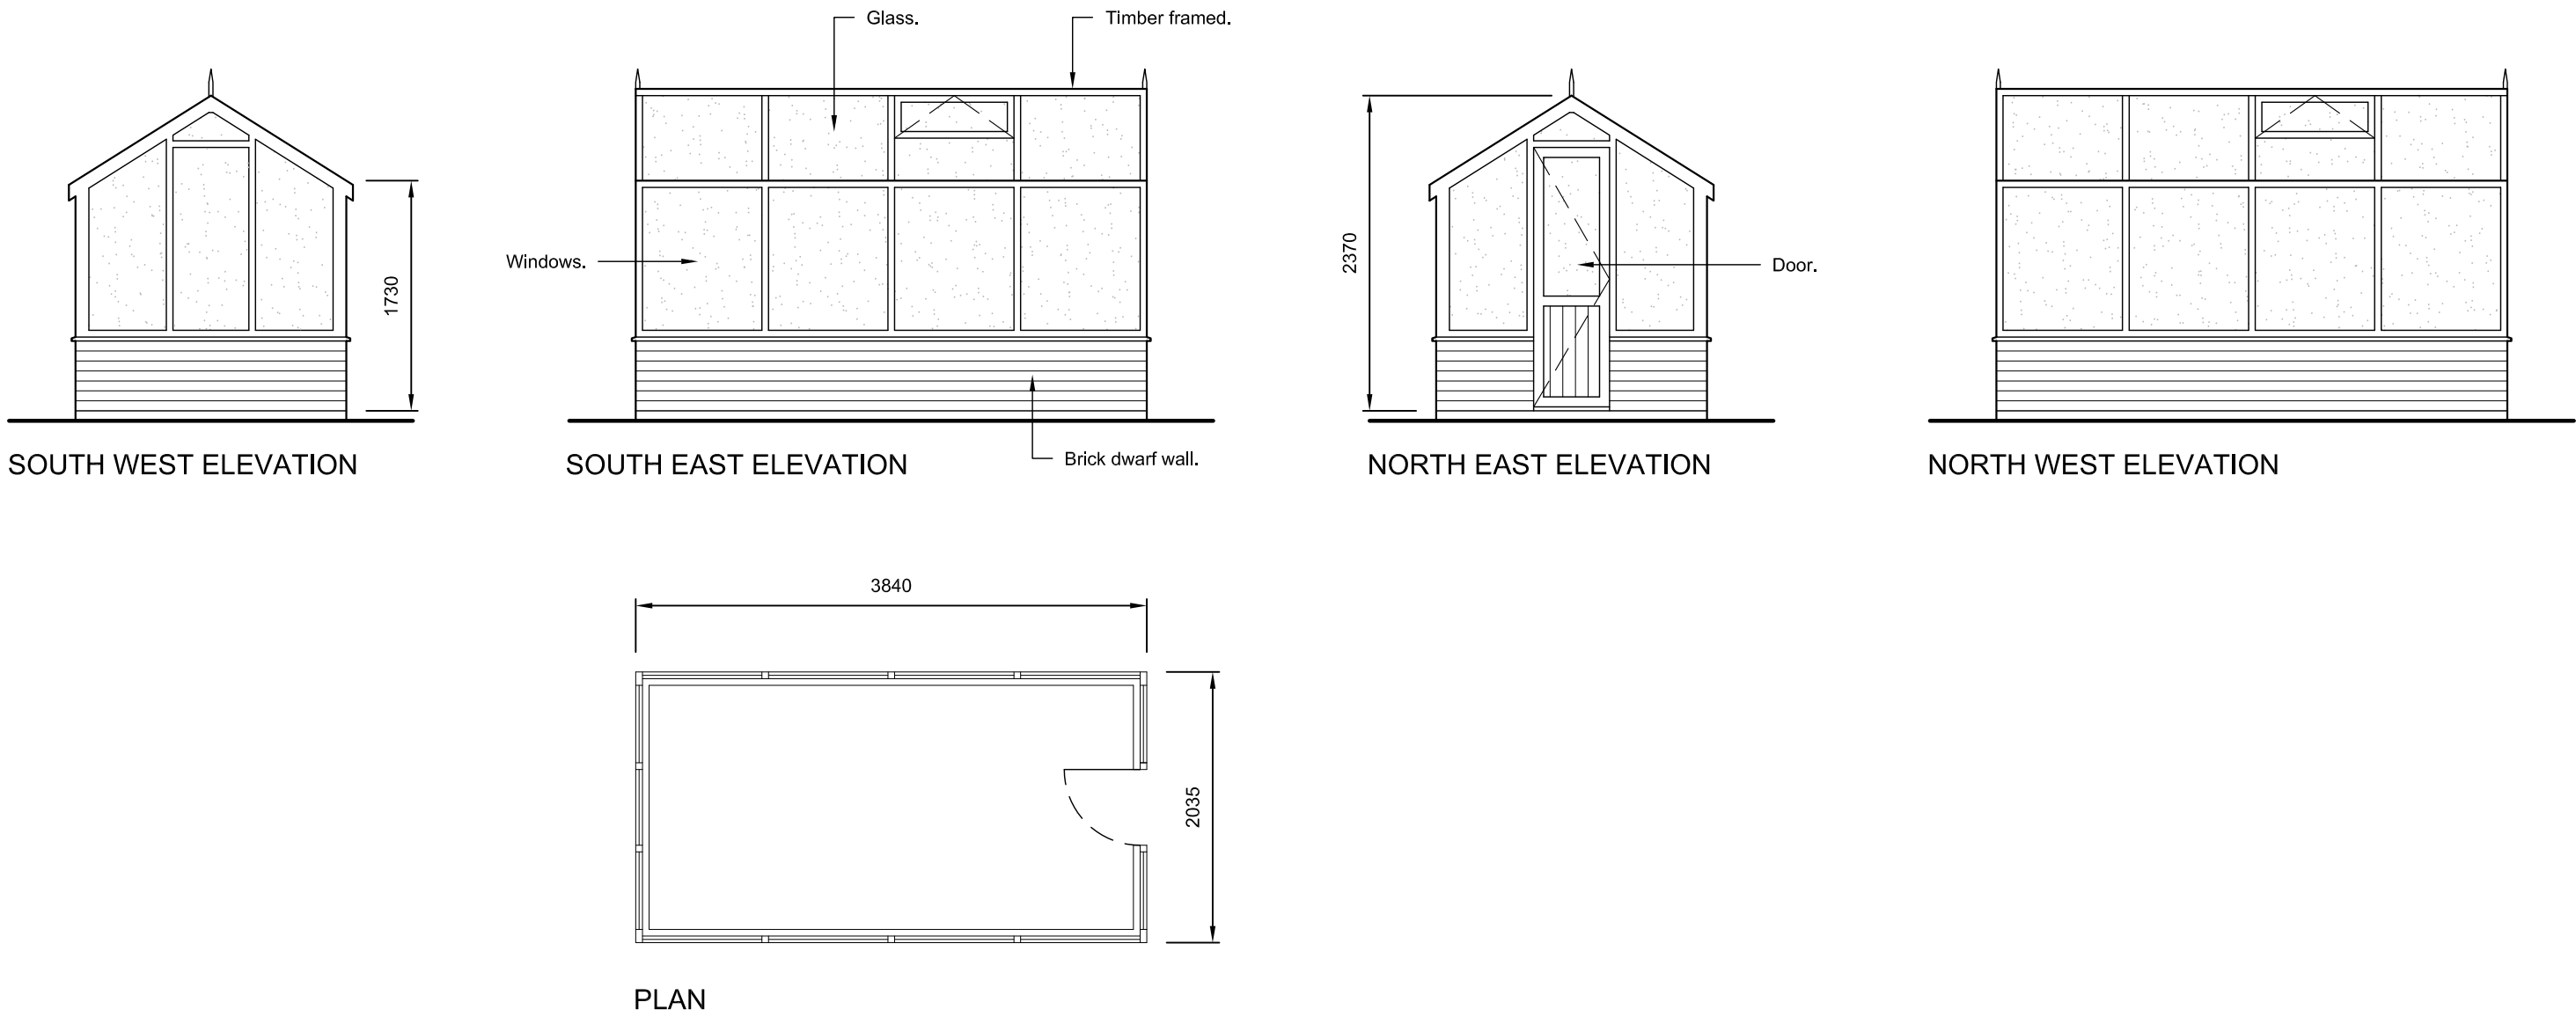 Glass.
Timber framed.
Windows.
1730
2370
Door.
Brick dwarf wall.
SOUTH WEST ELEVATION
SOUTH EAST ELEVATION
NORTH EAST ELEVATION
NORTH WEST ELEVATION
3840
2035
PLAN